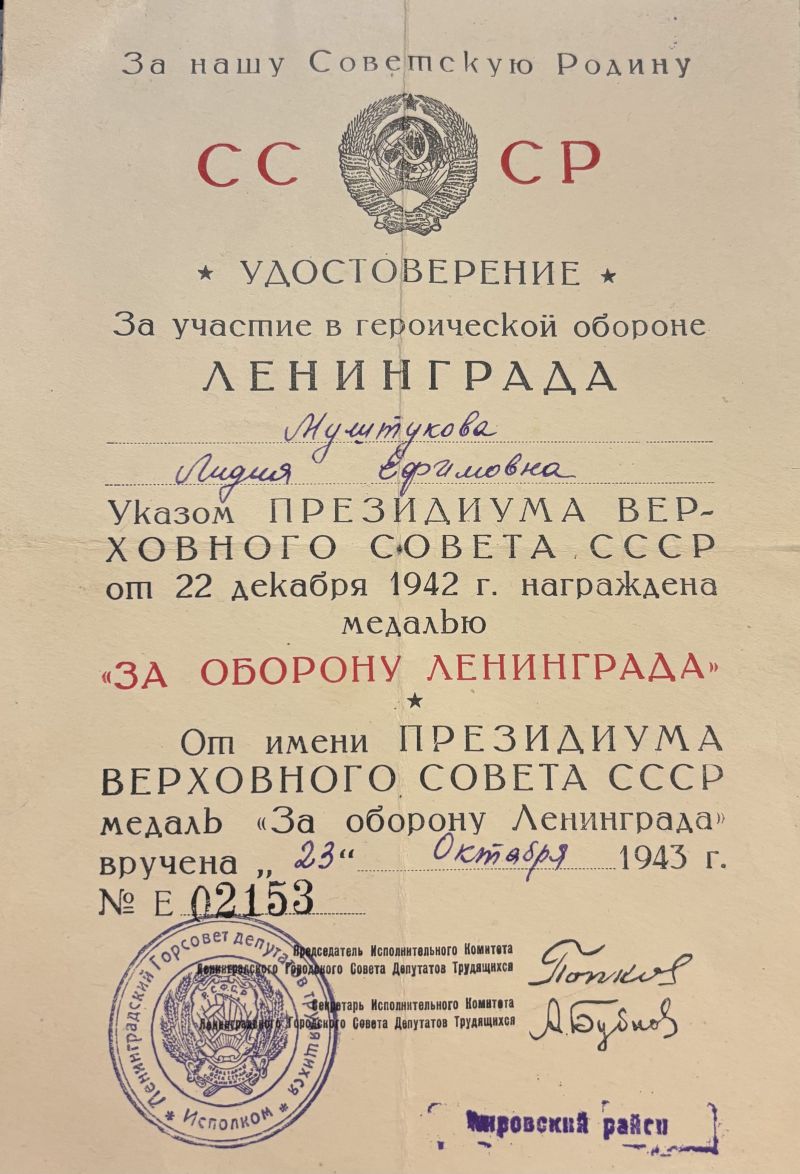 За нашу Советскую Родину
СССР
★ УДОСТОВЕРЕНИЕ ★
За участие в героической обороне
ЛЕНИНГРАДА
Муштукова
Лидия Ефимовна
Указом ПРЕЗИДИУМА ВЕР-
ХОВНОГО СОВЕТА СССР
от 22 декабря 1942 г. награждена
медалью
«ЗА ОБОРОНУ ЛЕНИНГРАДА»
★
От имени ПРЕЗИДИУМА
ВЕРХОВНОГО СОВЕТА СССР
медаль «За оборону Ленинграда»
вручена „23“ Октября 1943 г.
№ Е 02153
Председатель Исполнительного Комитета
Ленинградского Городского Совета Депутатов Трудящихся
Попков
Секретарь Исполнительного Комитета
Ленинградского Городского Совета Депутатов Трудящихся
А. Бубнов
Ленинградский Горсовет депутатов трудящихся
★ Исполком ★
Р.С.Ф.С.Р.
Кировский райсп